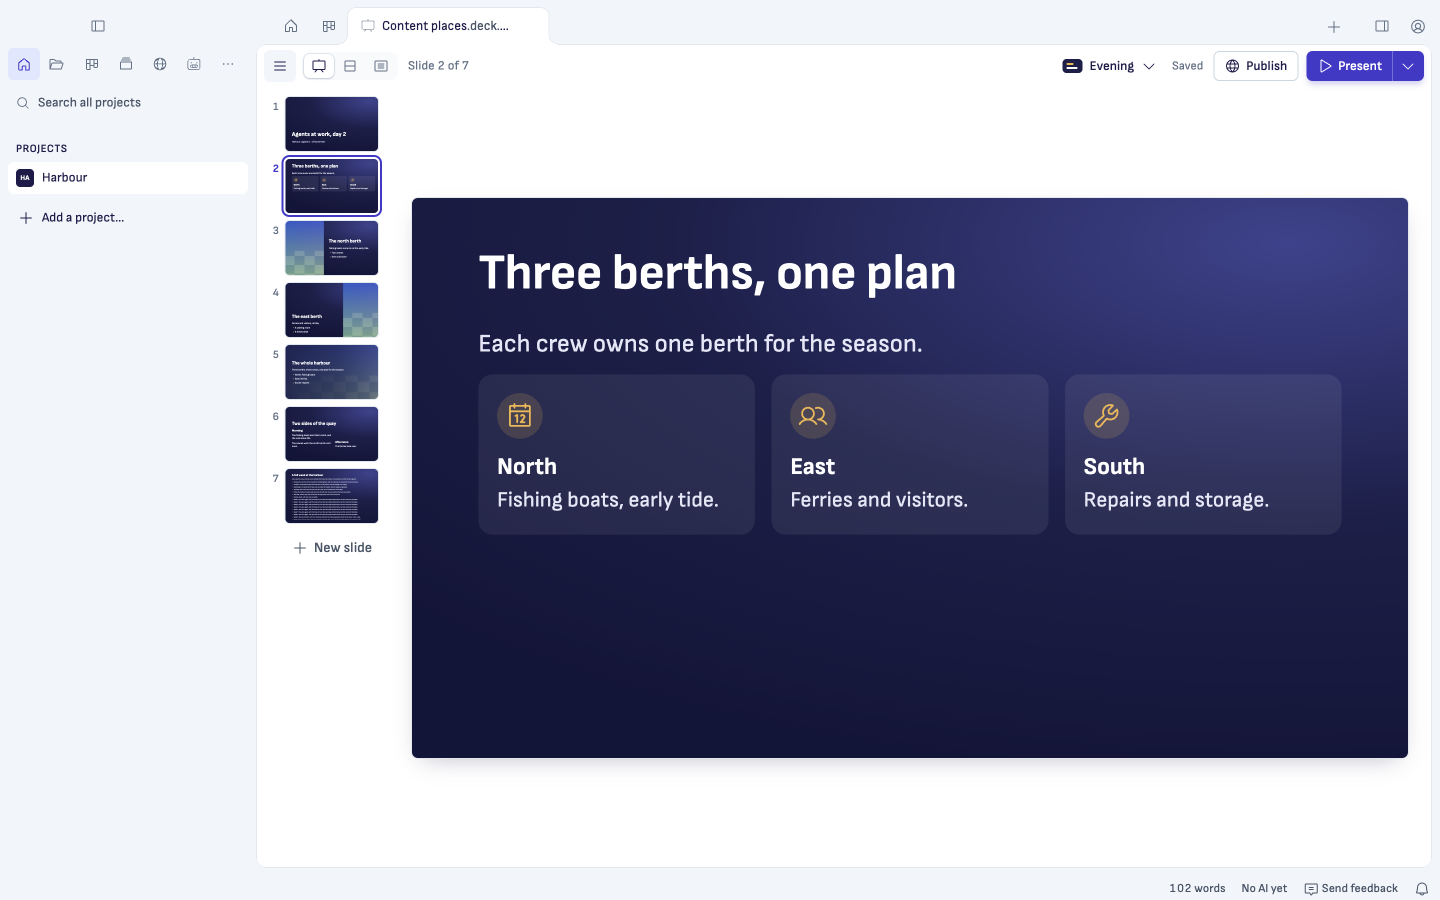 Content places.deck....
Slide 2 of 7
Evening
Saved
Publish
Present
Search all projects
PROJECTS
HA
Harbour
Add a project...
1
Agents at work, day 2
2
Three berths, one plan
3
The north berth
4
The east berth
5
The whole harbour
6
Two sides of the quay
7
New slide
Three berths, one plan
Each crew owns one berth for the season.
12
North
Fishing boats, early tide.
East
Ferries and visitors.
South
Repairs and storage.
102 words
No AI yet
Send feedback